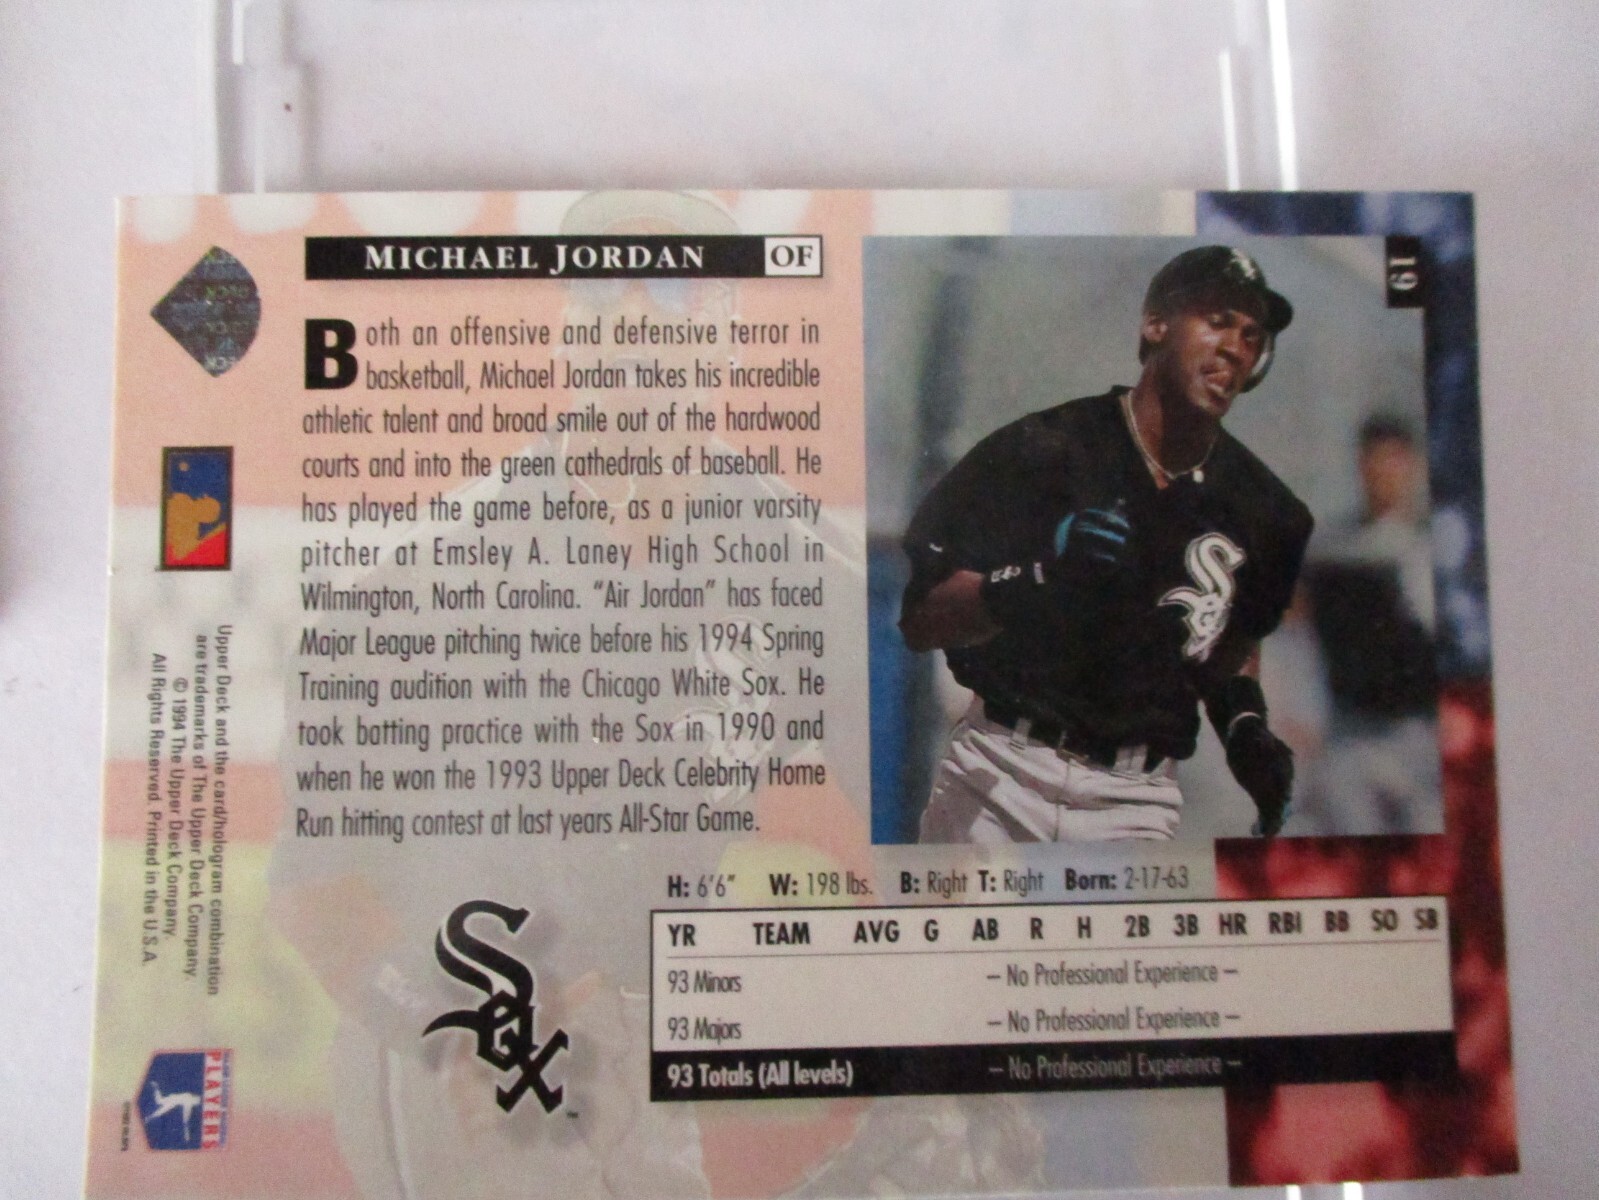 MICHAEL JORDAN OF
19
Both an offensive and defensive terror in
basketball, Michael Jordan takes his incredible
athletic talent and broad smile out of the hardwood
courts and into the green cathedrals of baseball. He
has played the game before, as a junior varsity
pitcher at Emsley A. Laney High School in
Wilmington, North Carolina. "Air Jordan" has faced
Major League pitching twice before his 1994 Spring
Training audition with the Chicago White Sox. He
took batting practice with the Sox in 1990 and
when he won the 1993 Upper Deck Celebrity Home
Run hitting contest at last years All-Star Game.
H: 6'6" W: 198 lbs. B: Right T: Right Born: 2-17-63
YR TEAM AVG G AB R H 2B 3B HR RBI BB SO SB
93 Minors – No Professional Experience –
93 Majors – No Professional Experience –
93 Totals (All levels) – No Professional Experience –
Sox
TM
Sox
Upper Deck and the card/hologram combination
are trademarks of The Upper Deck Company.
© 1994 The Upper Deck Company.
All Rights Reserved. Printed in the U.S.A.
PLAYERS